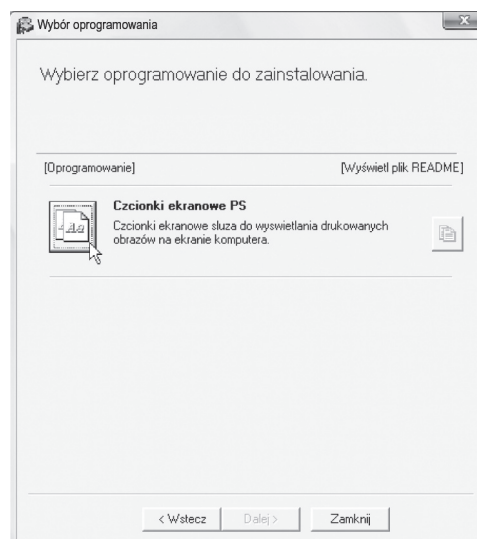 Wybór oprogramowania
Wybierz oprogramowanie do zainstalowania.
[Oprogramowanie] [Wyświetl plik README]
Aa
Czcionki ekranowe PS
Czcionki ekranowe sluza do wyswietlania drukowanych
obrazów na ekranie komputera.
< Wstecz Dalej > Zamknij